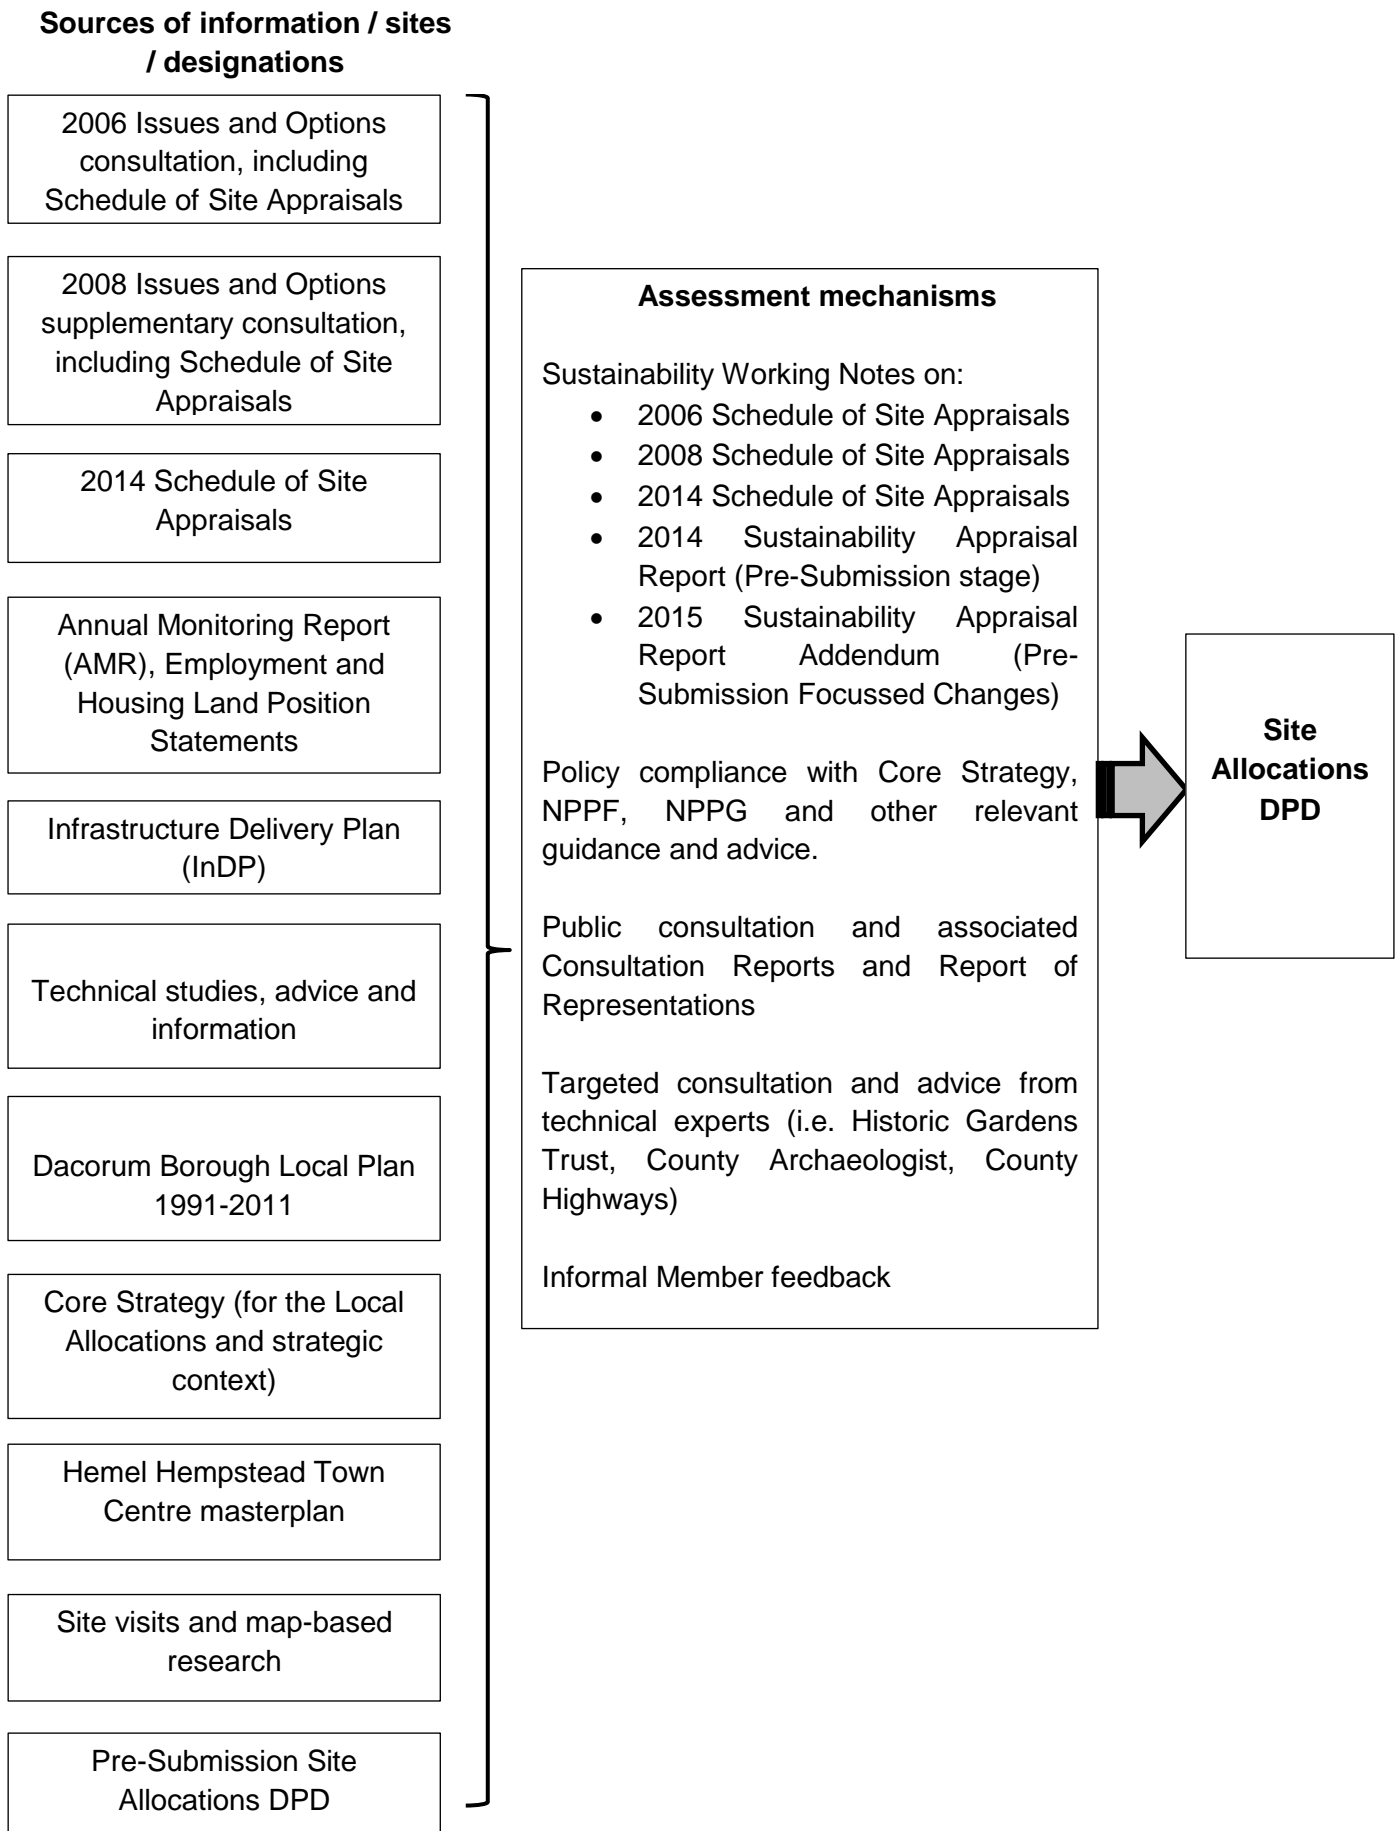 Sources of information / sites
/ designations
2006 Issues and Options
consultation, including
Schedule of Site Appraisals
2008 Issues and Options
supplementary consultation,
including Schedule of Site
Appraisals
2014 Schedule of Site
Appraisals
Annual Monitoring Report
(AMR), Employment and
Housing Land Position
Statements
Infrastructure Delivery Plan
(InDP)
Technical studies, advice and
information
Dacorum Borough Local Plan
1991-2011
Core Strategy (for the Local
Allocations and strategic
context)
Hemel Hempstead Town
Centre masterplan
Site visits and map-based
research
Pre-Submission Site
Allocations DPD
Assessment mechanisms
Sustainability Working Notes on:
• 2006 Schedule of Site Appraisals
• 2008 Schedule of Site Appraisals
• 2014 Schedule of Site Appraisals
• 2014 Sustainability Appraisal
Report (Pre-Submission stage)
• 2015 Sustainability Appraisal
Report Addendum (Pre-
Submission Focussed Changes)
Policy compliance with Core Strategy,
NPPF, NPPG and other relevant
guidance and advice.
Public consultation and associated
Consultation Reports and Report of
Representations
Targeted consultation and advice from
technical experts (i.e. Historic Gardens
Trust, County Archaeologist, County
Highways)
Informal Member feedback
Site
Allocations
DPD